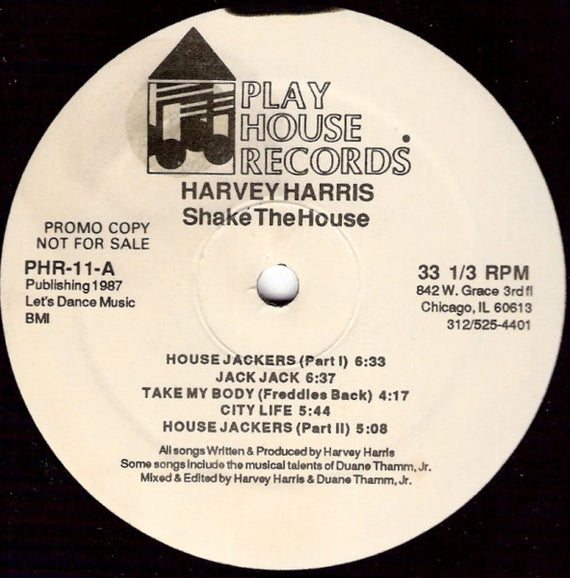 PLAY
HOUSE
RECORDS
HARVEY HARRIS
Shake The House
PROMO COPY
NOT FOR SALE
PHR-11-A
Publishing 1987
Let's Dance Music
BMI
33 1/3 RPM
842 W. Grace 3rd fl
Chicago, IL 60613
312/525-4401
HOUSE JACKERS (Part I) 6:33
JACK JACK 6:37
TAKE MY BODY (Freddies Back) 4:17
CITY LIFE 5:44
HOUSE JACKERS (Part II) 5:08
All songs Written & Produced by Harvey Harris
Some songs include the musical talents of Duane Thamm, Jr.
Mixed & Edited by Harvey Harris & Duane Thamm, Jr.